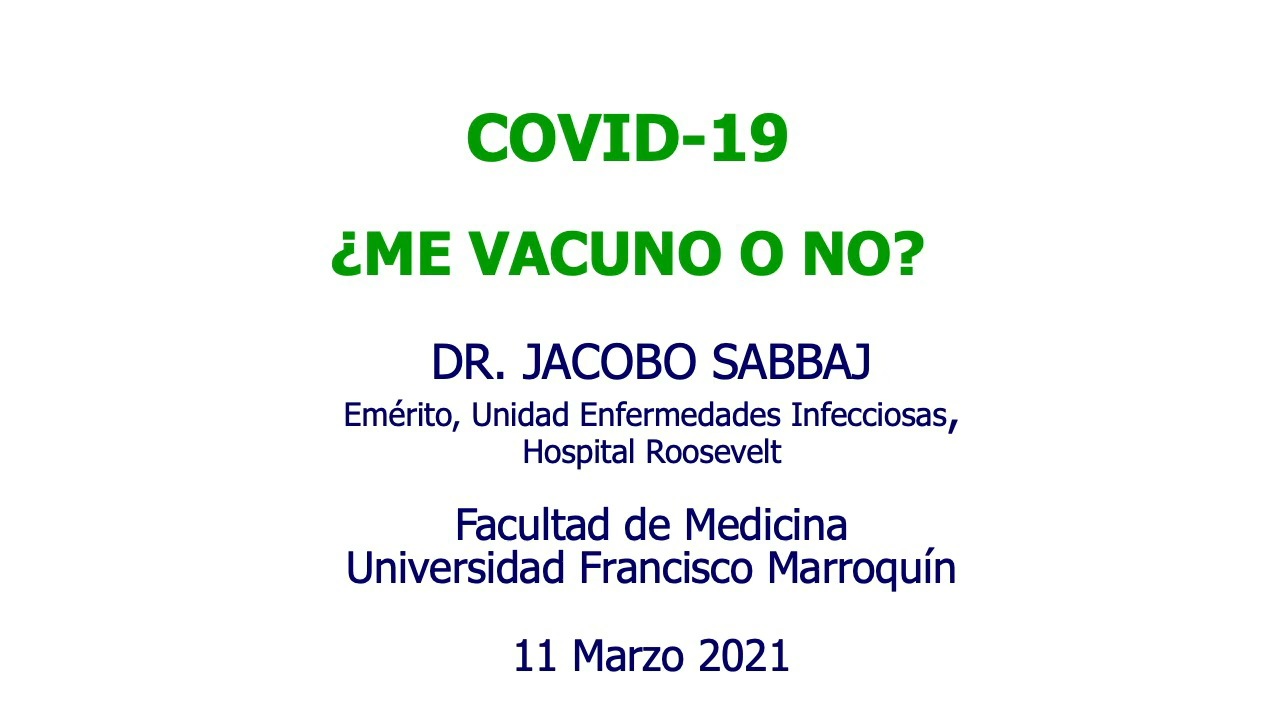 COVID-19
¿ME VACUNO O NO?
DR. JACOBO SABBAJ
Emérito, Unidad Enfermedades Infecciosas,
Hospital Roosevelt
Facultad de Medicina
Universidad Francisco Marroquín
11 Marzo 2021